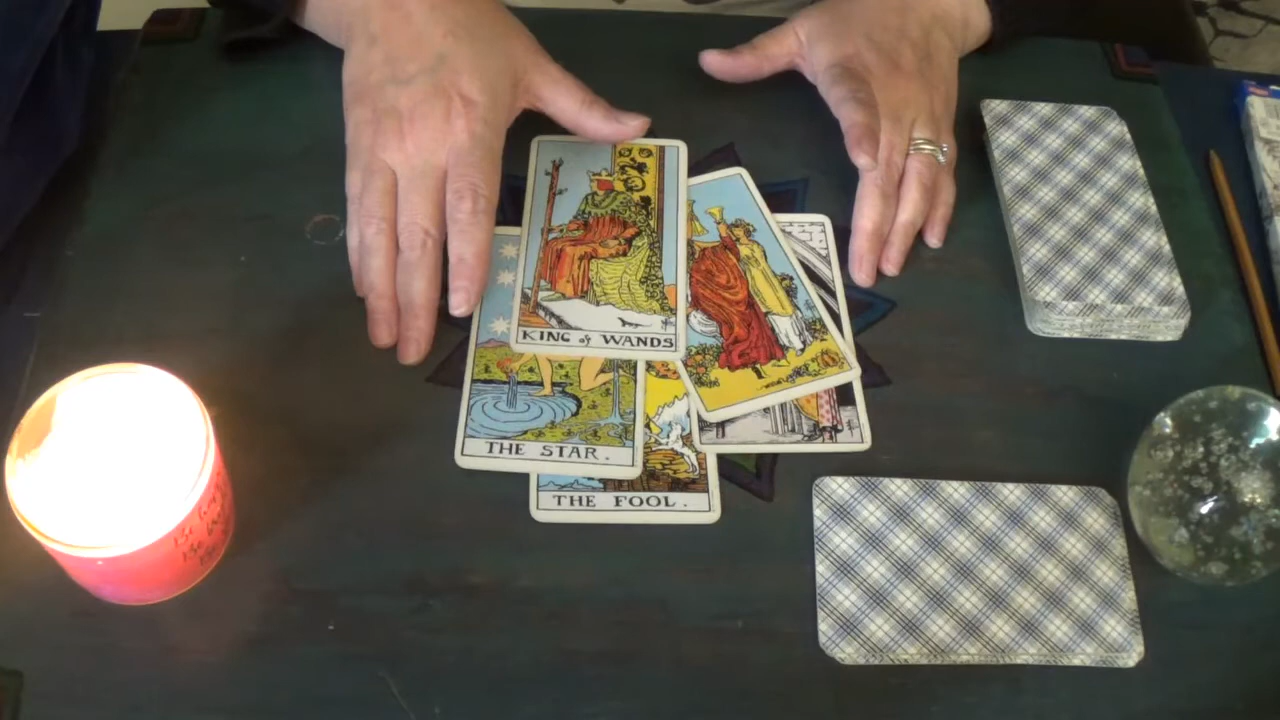 KING of WANDS
THE STAR.
THE FOOL.